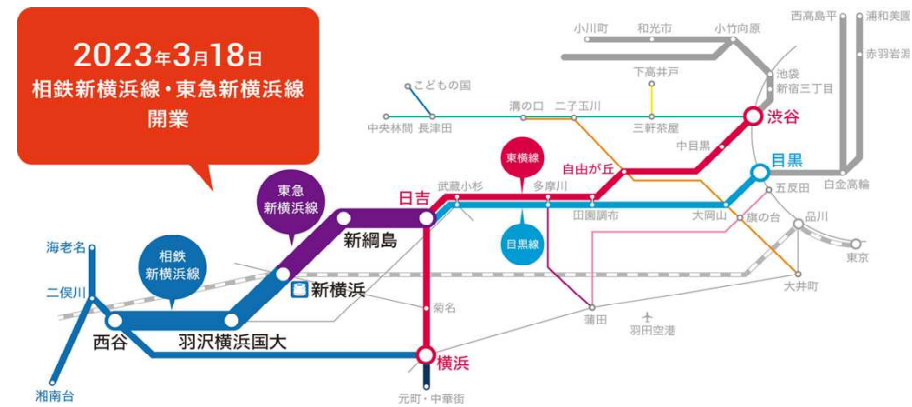 2023年3月18日
相鉄新横浜線・東急新横浜線
開業
小川町
和光市
小竹向原
西高島平
浦和美園
赤羽岩淵
池袋
新宿三丁目
こどもの国
下高井戸
溝の口
二子玉川
中央林間
長津田
三軒茶屋
渋谷
中目黒
東横線
自由が丘
目黒
東急
新横浜線
日吉
武蔵小杉
多摩川
五反田
白金高輪
新綱島
目黒線
田園調布
大岡山
旗の台
品川
海老名
相鉄
新横浜線
東京
二俣川
新横浜
大井町
菊名
蒲田
羽田空港
西谷
羽沢横浜国大
横浜
湘南台
元町・中華街